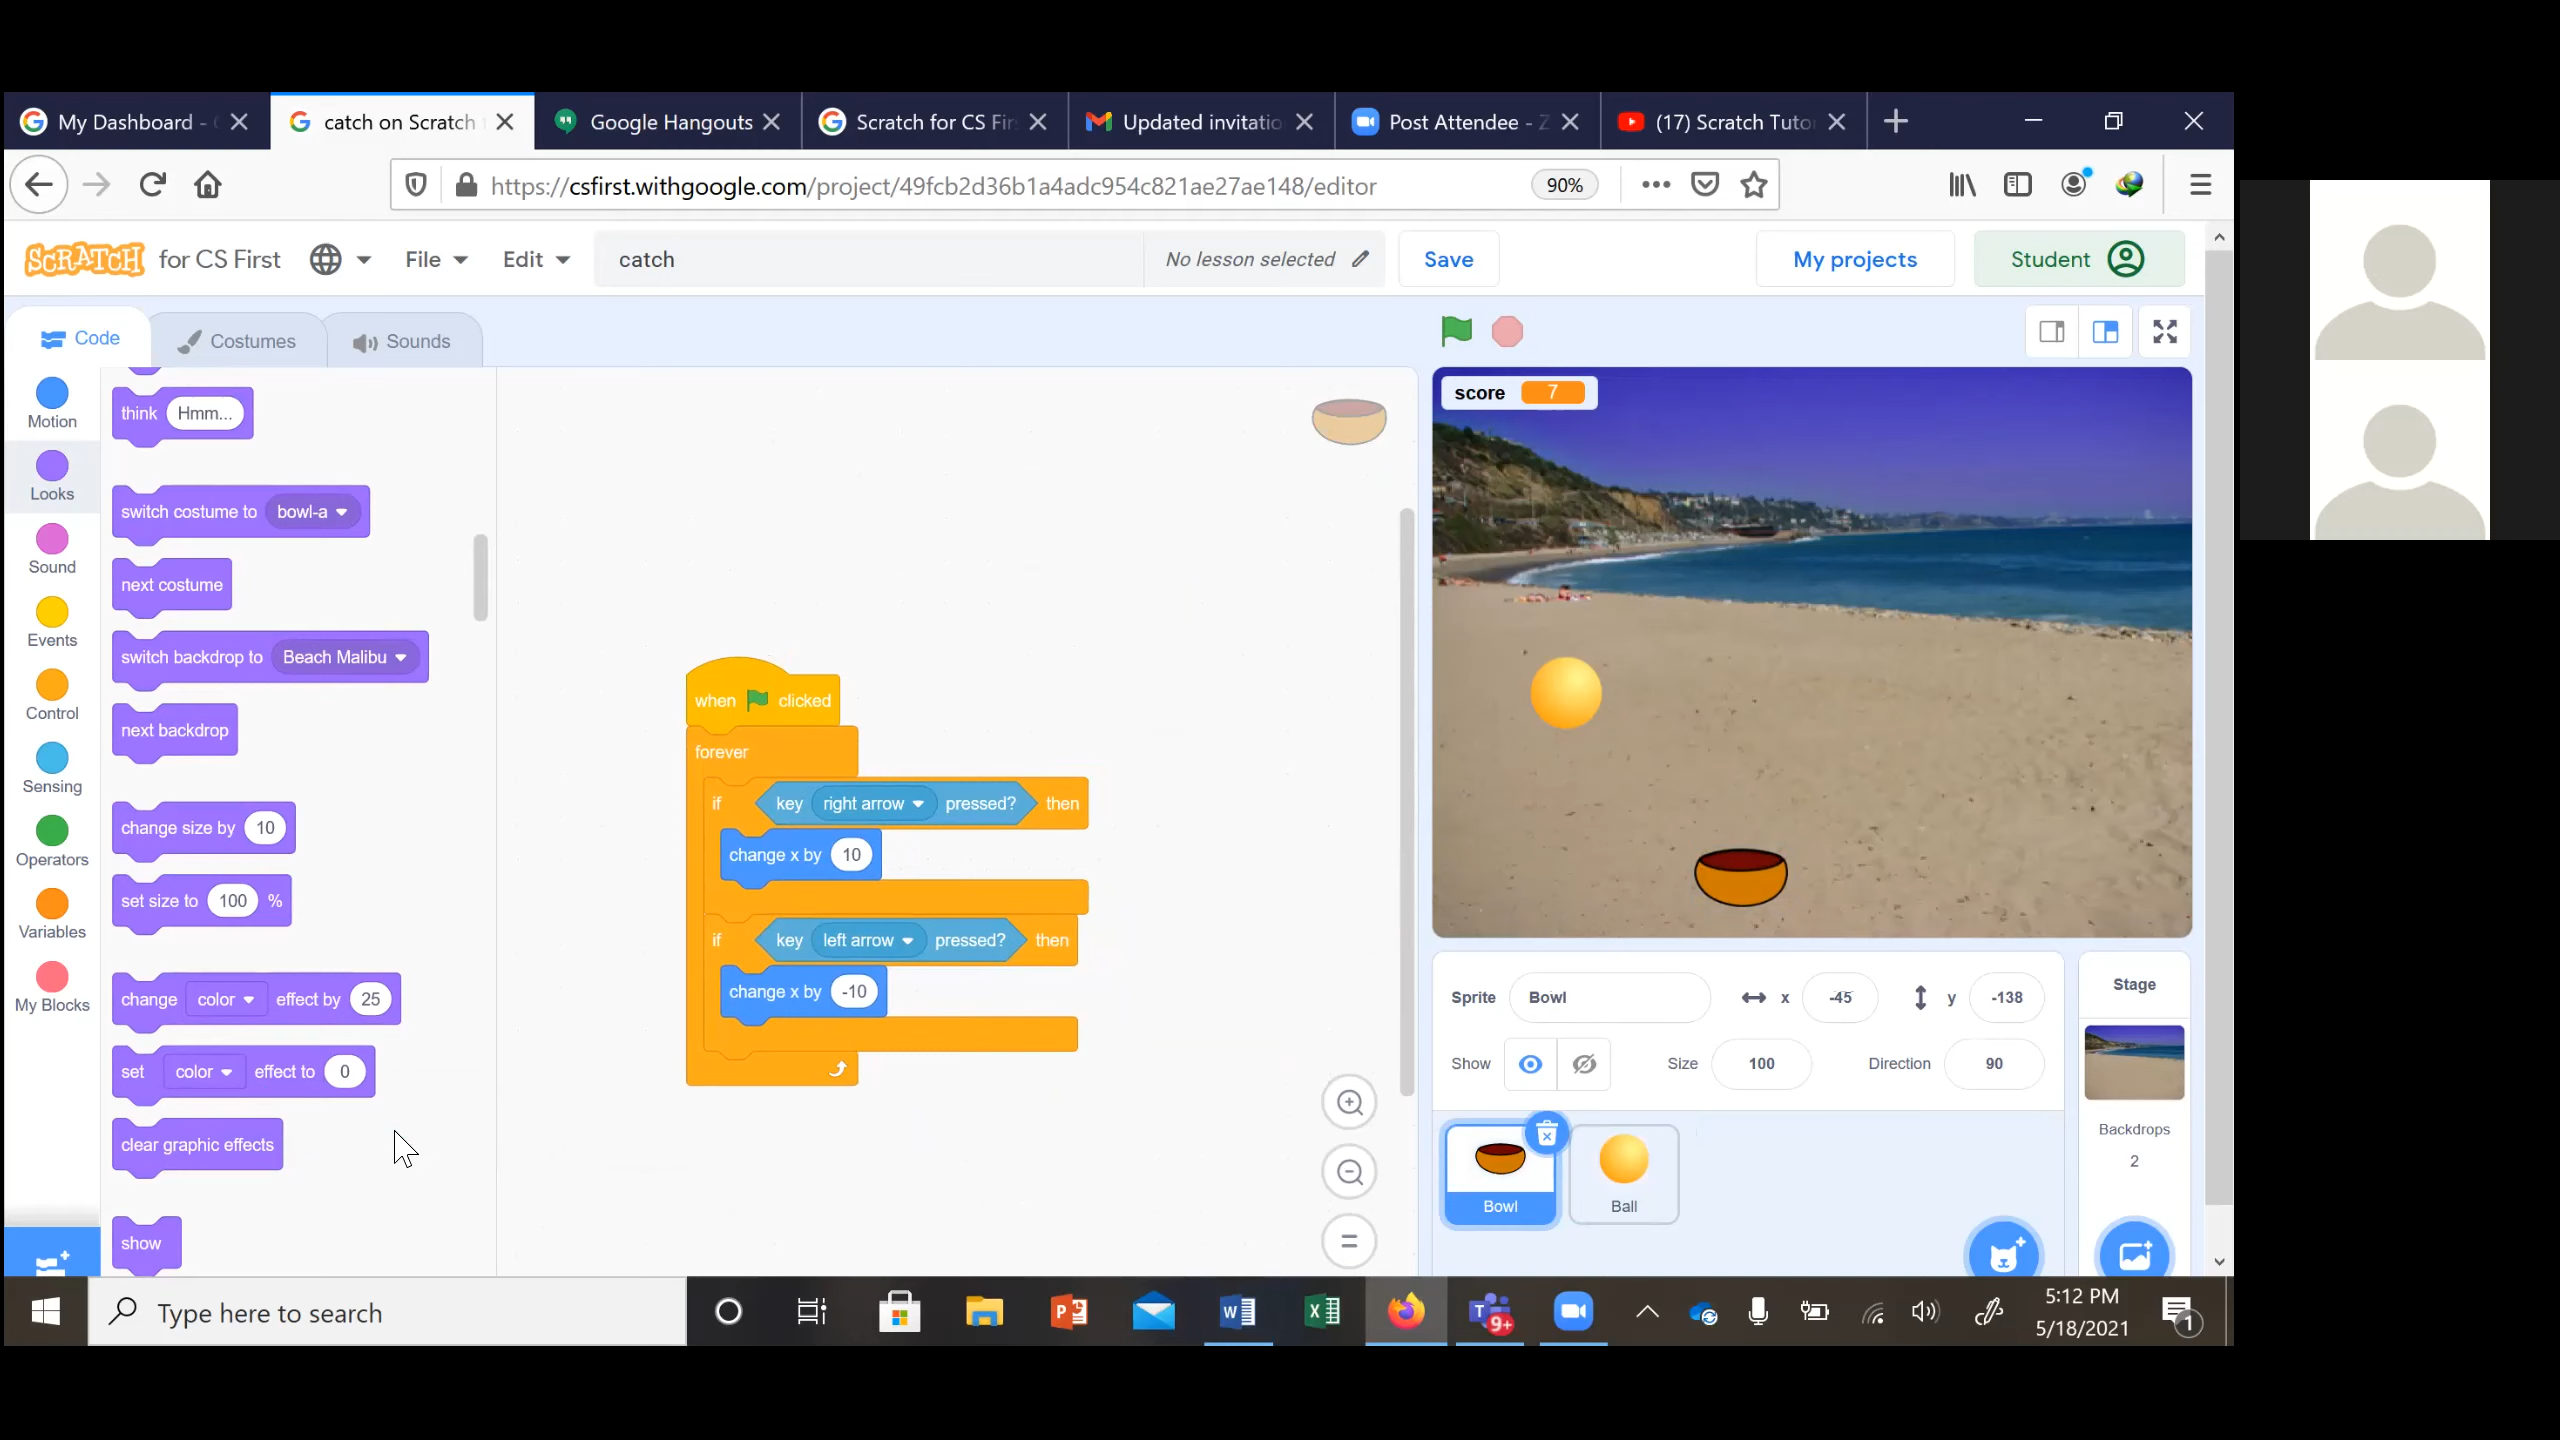 My Dashboard -
catch on Scratch
Google Hangouts
Scratch for CS Fir
Updated invitatio
Post Attendee - Z
(17) Scratch Tuto
https://csfirst.withgoogle.com/project/49fcb2d36b1a4adc954c821ae27ae148/editor
90%
SCRATCH for CS First
File
Edit
catch
No lesson selected
Save
My projects
Student
Code
Costumes
Sounds
Motion
Looks
Sound
Events
Control
Sensing
Operators
Variables
My Blocks
think Hmm...
switch costume to bowl-a
next costume
switch backdrop to Beach Malibu
next backdrop
change size by 10
set size to 100 %
change color effect by 25
set color effect to 0
clear graphic effects
show
when clicked
forever
if key right arrow pressed? then
change x by 10
if key left arrow pressed? then
change x by -10
score 7
Sprite Bowl x -45 y -138
Show Size 100 Direction 90
Bowl
Ball
Stage
Backdrops
2
Type here to search
9+
5:12 PM
5/18/2021
1